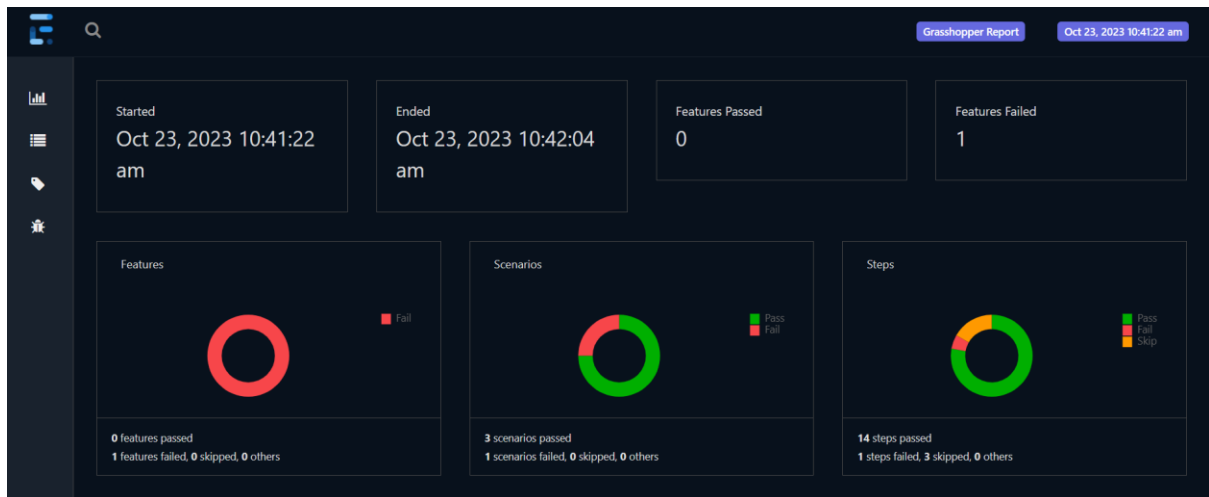 Grasshopper Report
Oct 23, 2023 10:41:22 am
Started
Oct 23, 2023 10:41:22
am
Ended
Oct 23, 2023 10:42:04
am
Features Passed
0
Features Failed
1
Features
Fail
0 features passed
1 features failed, 0 skipped, 0 others
Scenarios
Pass
Fail
3 scenarios passed
1 scenarios failed, 0 skipped, 0 others
Steps
Pass
Fail
Skip
14 steps passed
1 steps failed, 3 skipped, 0 others